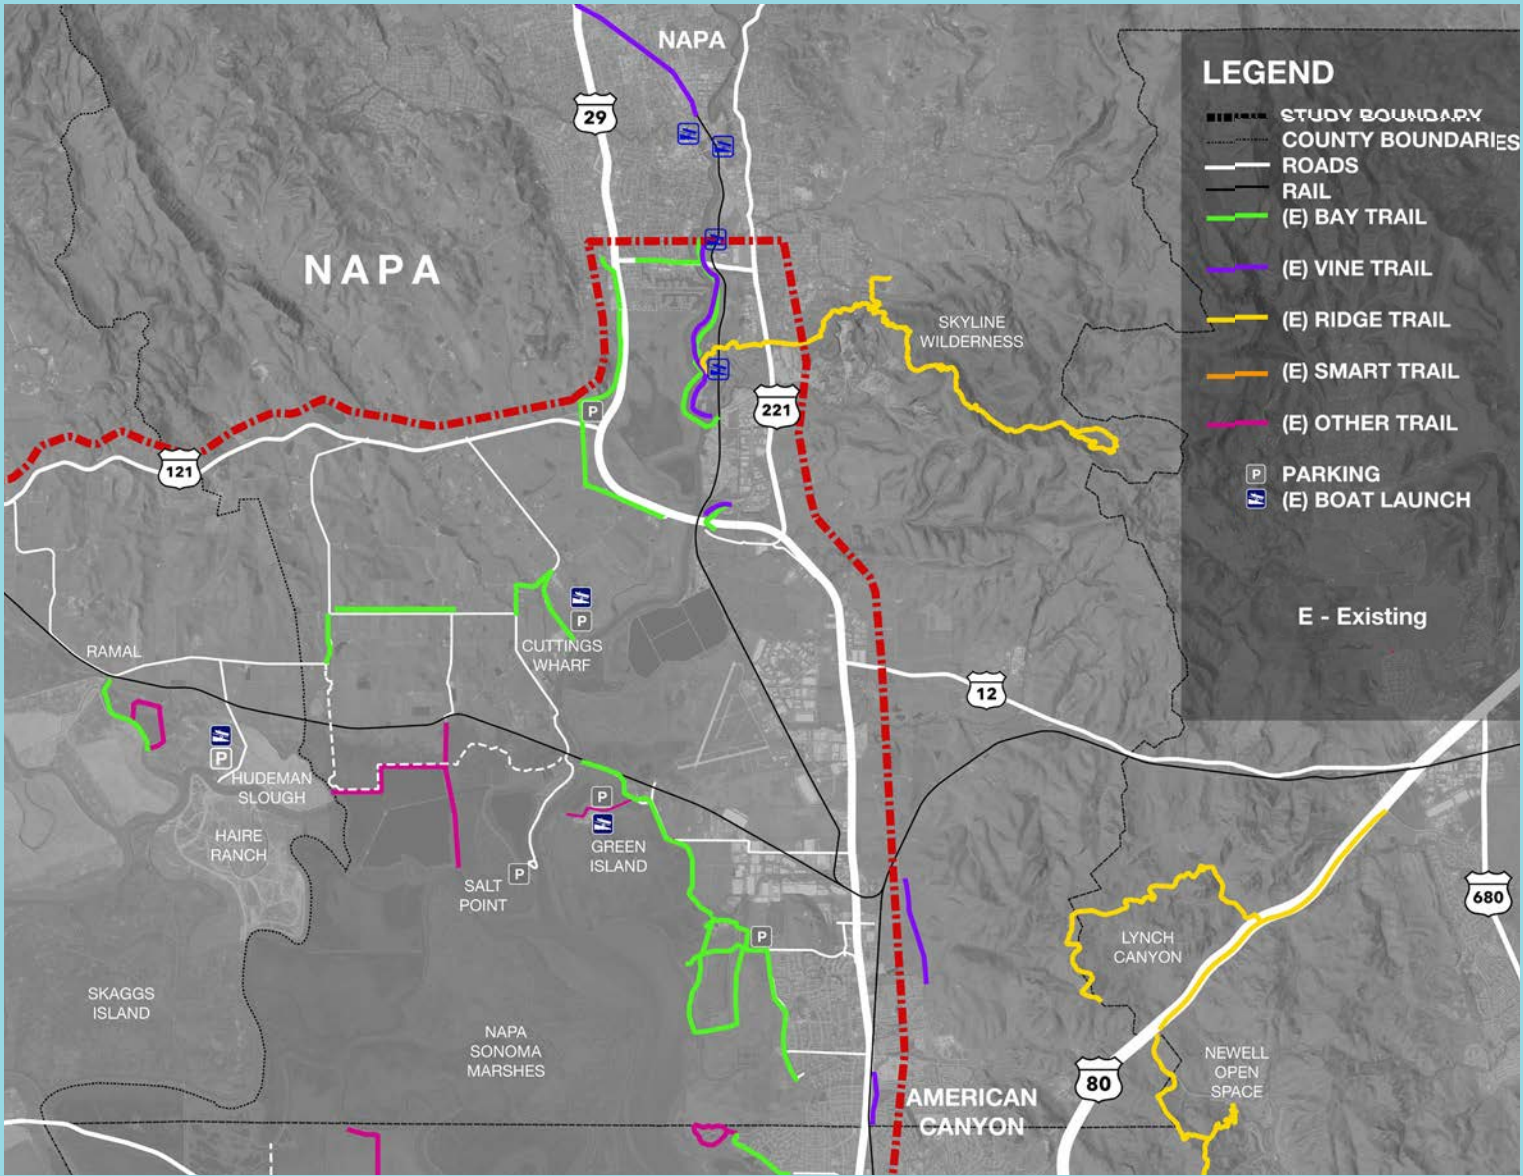 NAPA
29
NAPA
SKYLINE
WILDERNESS
P
221
121
12
RAMAL
CUTTINGS
WHARF
P
P
HUDEMAN
SLOUGH
HAIRE
RANCH
P
GREEN
ISLAND
SALT
POINT
P
P
LYNCH
CANYON
680
SKAGGS
ISLAND
NAPA
SONOMA
MARSHES
80
NEWELL
OPEN
SPACE
AMERICAN
CANYON
LEGEND
STUDY BOUNDARY
COUNTY BOUNDARIES
ROADS
RAIL
(E) BAY TRAIL
(E) VINE TRAIL
(E) RIDGE TRAIL
(E) SMART TRAIL
(E) OTHER TRAIL
P PARKING
(E) BOAT LAUNCH
E - Existing